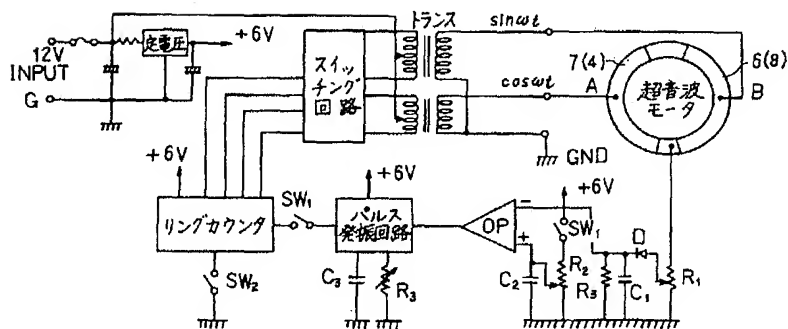 トランス
sinωt
12V
INPUT
G
定電圧
+6V
スイッチング回路
cosωt
GND
7(4)
6(8)
A
B
超音波モータ
+6V
SW₁
+6V
リングカウンタ
パルス発振回路
SW₂
C₃
R₃
OP
−
+
+6V
SW₁
C₂
R₂
R₃
C₁
D
R₁